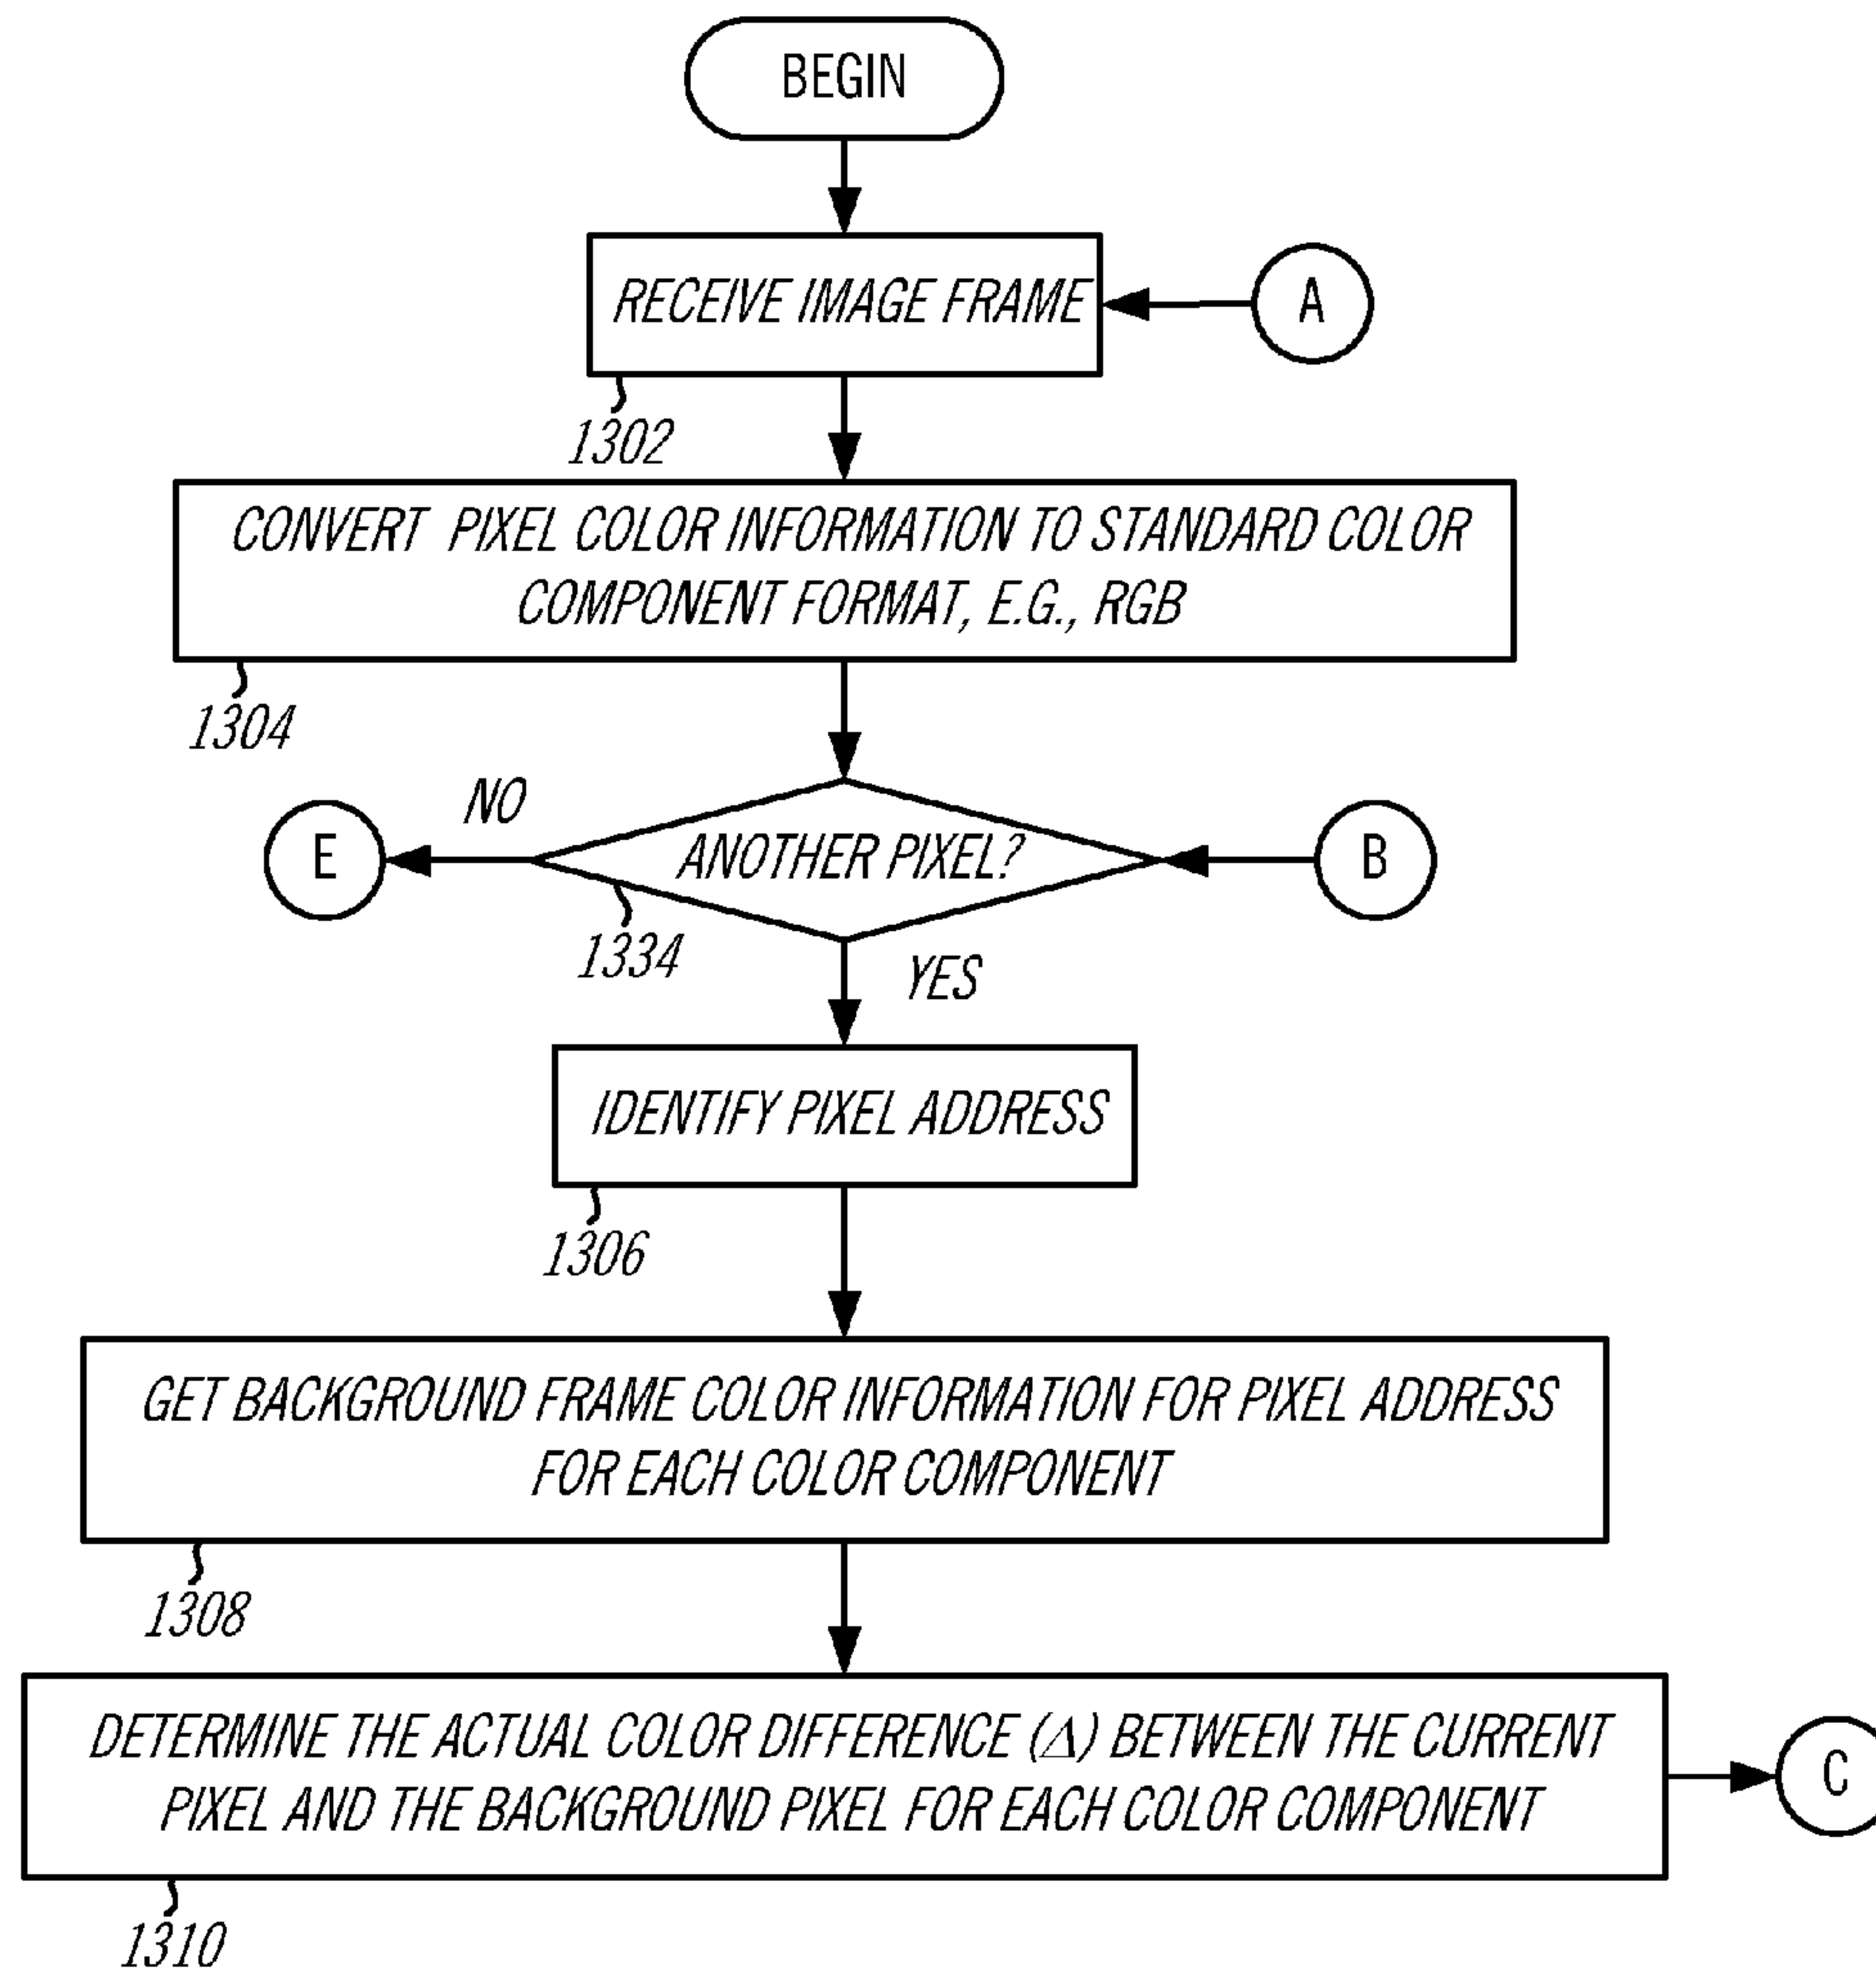 BEGIN
RECEIVE IMAGE FRAME
A
1302
CONVERT PIXEL COLOR INFORMATION TO STANDARD COLOR
COMPONENT FORMAT, E.G., RGB
1304
NO
E
ANOTHER PIXEL?
B
1334
YES
IDENTIFY PIXEL ADDRESS
1306
GET BACKGROUND FRAME COLOR INFORMATION FOR PIXEL ADDRESS
FOR EACH COLOR COMPONENT
1308
DETERMINE THE ACTUAL COLOR DIFFERENCE (Δ) BETWEEN THE CURRENT
PIXEL AND THE BACKGROUND PIXEL FOR EACH COLOR COMPONENT
C
1310